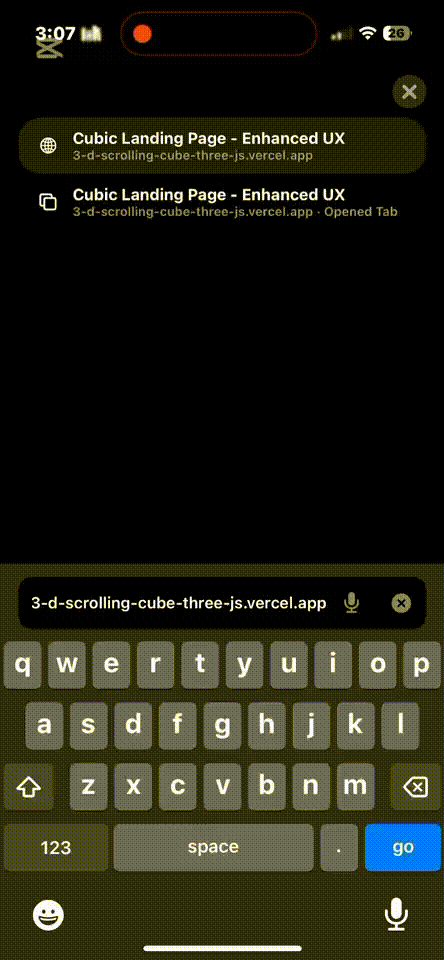 3:07
26
Cubic Landing Page - Enhanced UX
3-d-scrolling-cube-three-js.vercel.app
Cubic Landing Page - Enhanced UX
3-d-scrolling-cube-three-js.vercel.app · Opened Tab
3-d-scrolling-cube-three-js.vercel.app
q w e r t y u i o p
a s d f g h j k l
z x c v b n m
123 space . go